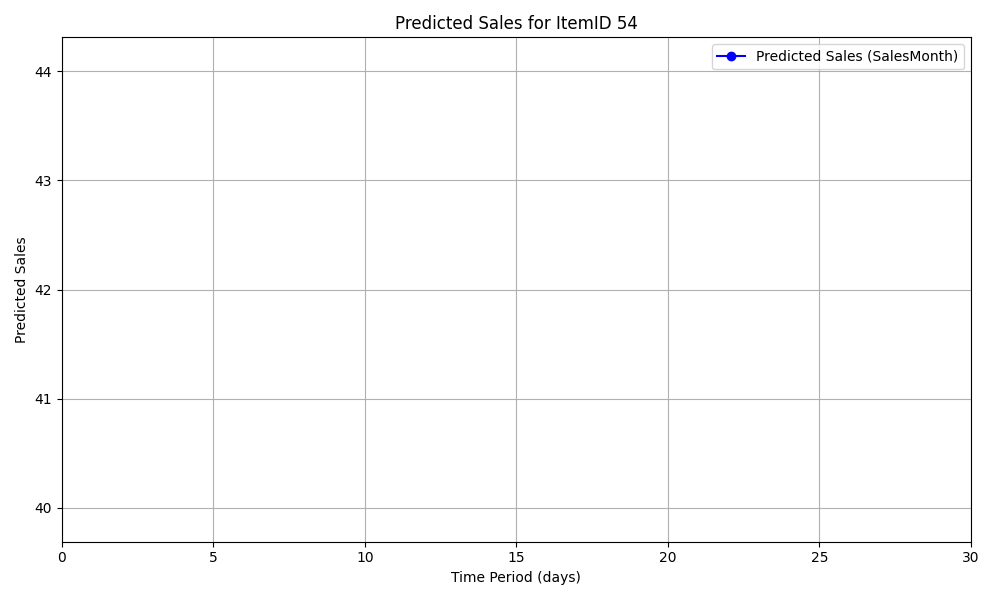 Predicted Sales for ItemID 54
Predicted Sales (SalesMonth)
Predicted Sales
44
43
42
41
40
0 5 10 15 20 25 30
Time Period (days)